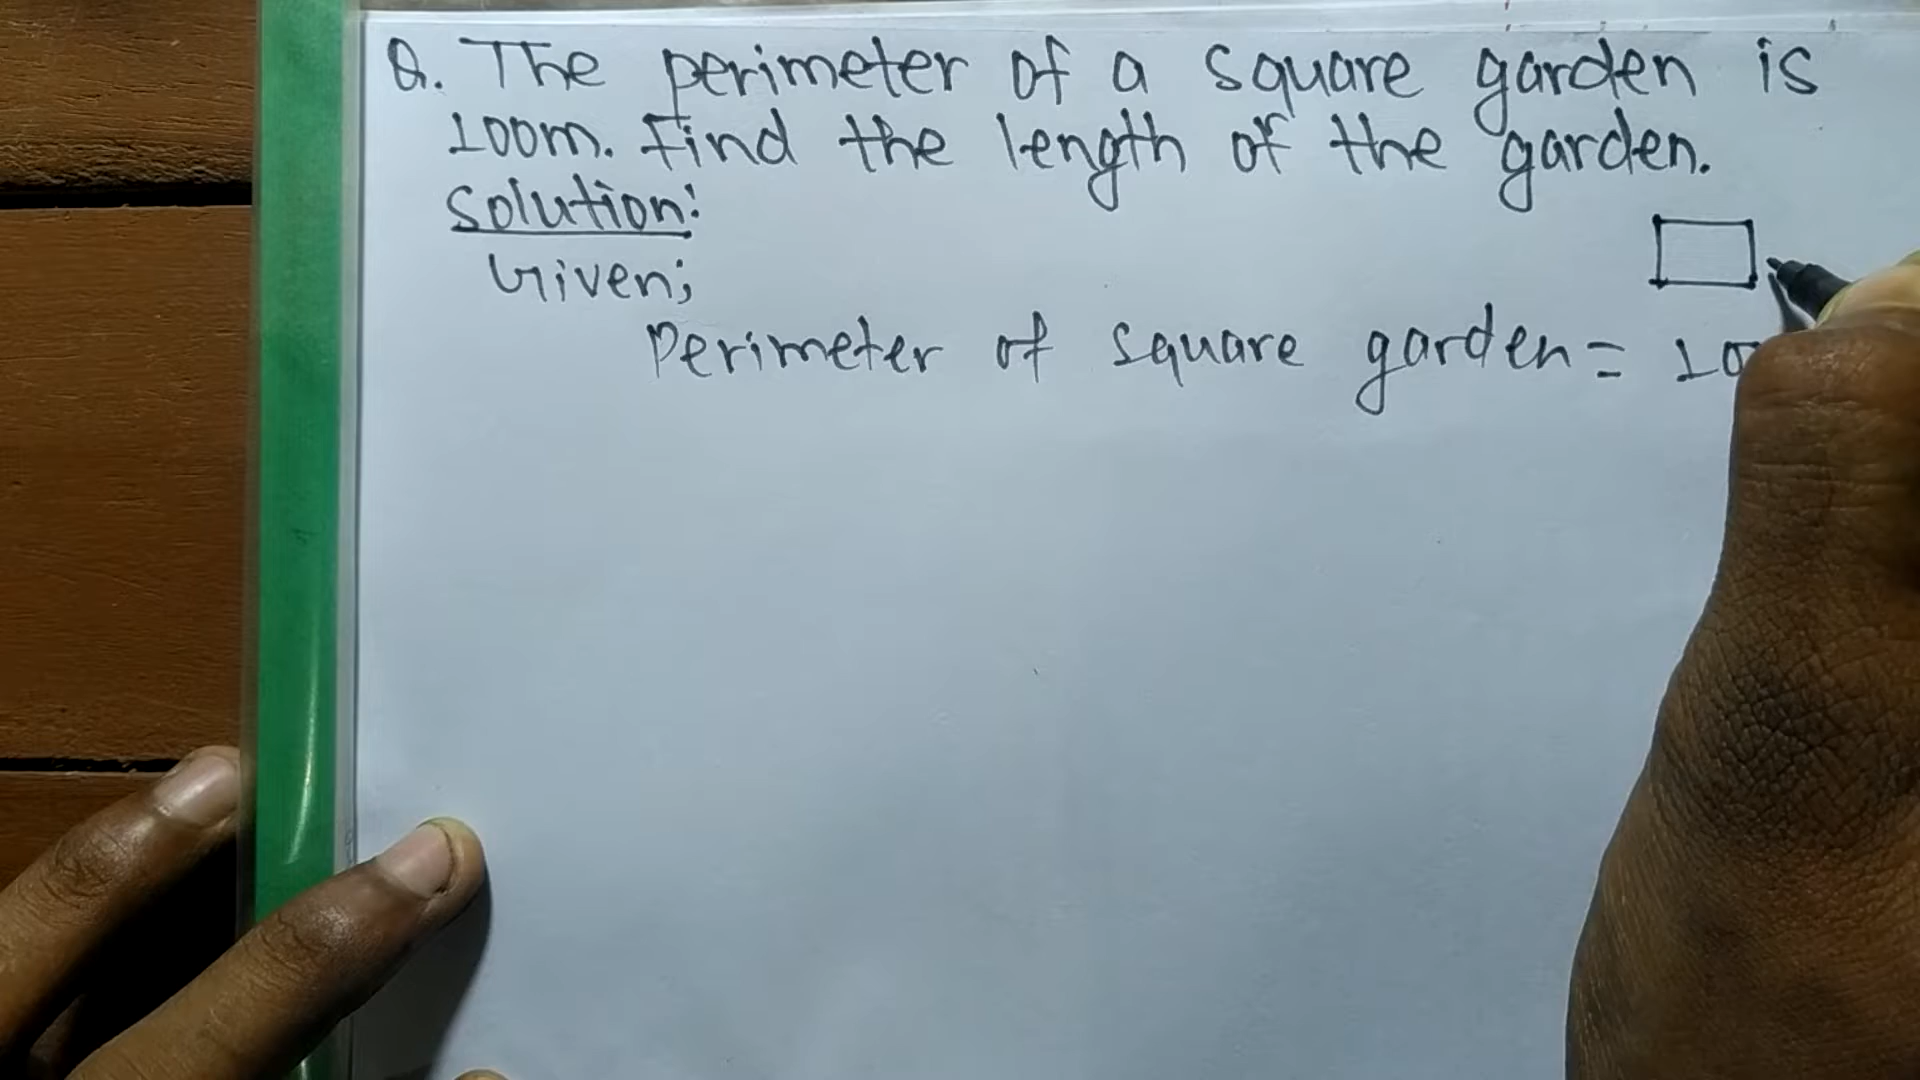 Q. The perimeter of a square garden is
100m. Find the length of the garden.
Solution:
Given;
Perimeter of square garden = 10